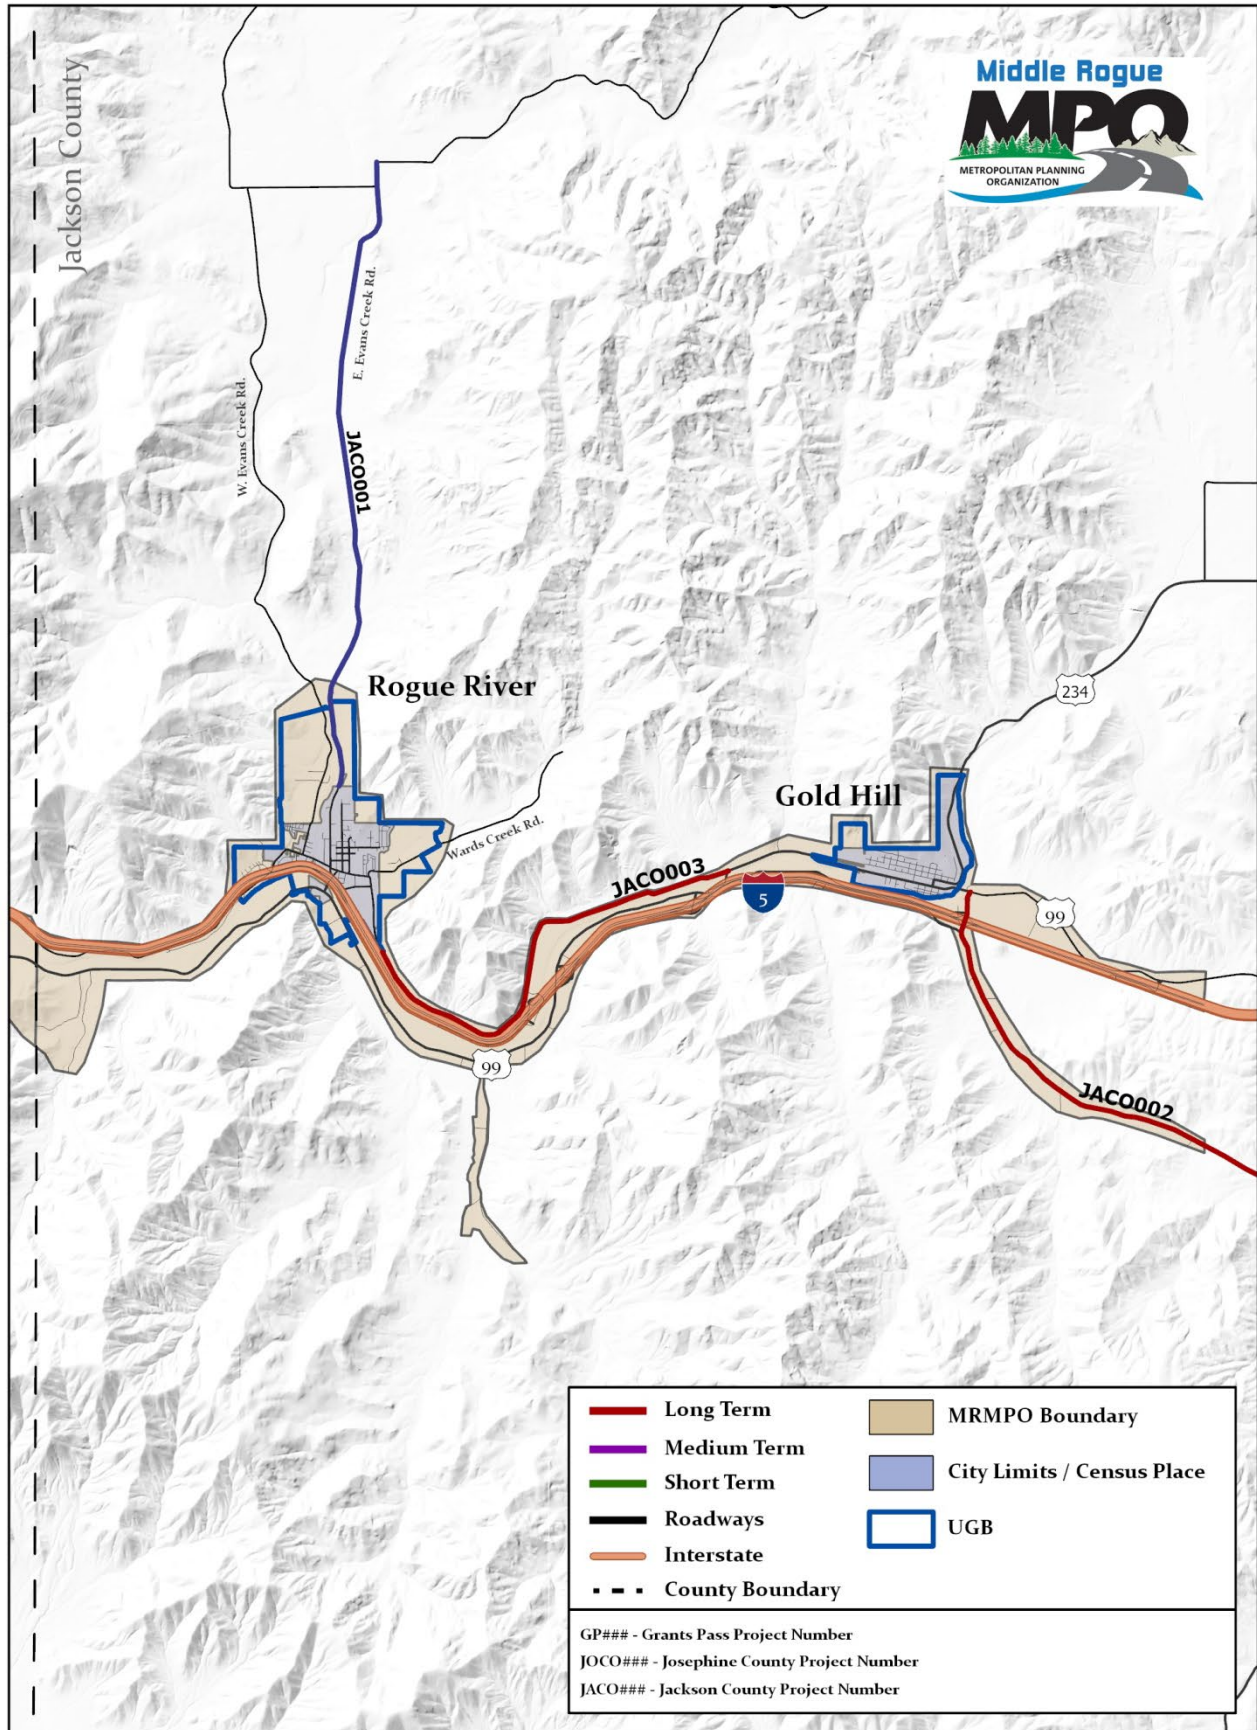 Jackson County
Middle Rogue
MPO
METROPOLITAN PLANNING
ORGANIZATION
E. Evans Creek Rd.
W. Evans Creek Rd.
JACO001
Rogue River
234
Gold Hill
Wards Creek Rd.
JACO003
5
99
99
JACO002
Long Term
Medium Term
Short Term
Roadways
Interstate
County Boundary
MRMPO Boundary
City Limits / Census Place
UGB
GP### - Grants Pass Project Number
JOCO### - Josephine County Project Number
JACO### - Jackson County Project Number